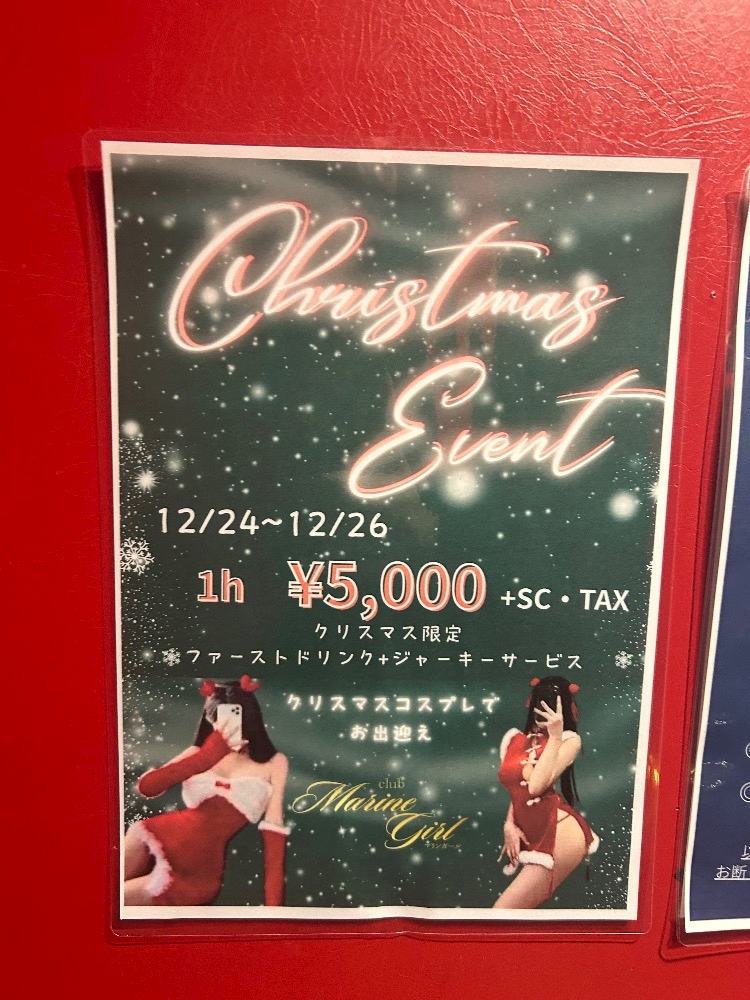 Christmas
Event
12/24~12/26
1h ¥5,000 +SC・TAX
クリスマス限定
ファーストドリンク+ジャーキーサービス
クリスマスコスプレで
お出迎え
club
Marine
Girl
お断